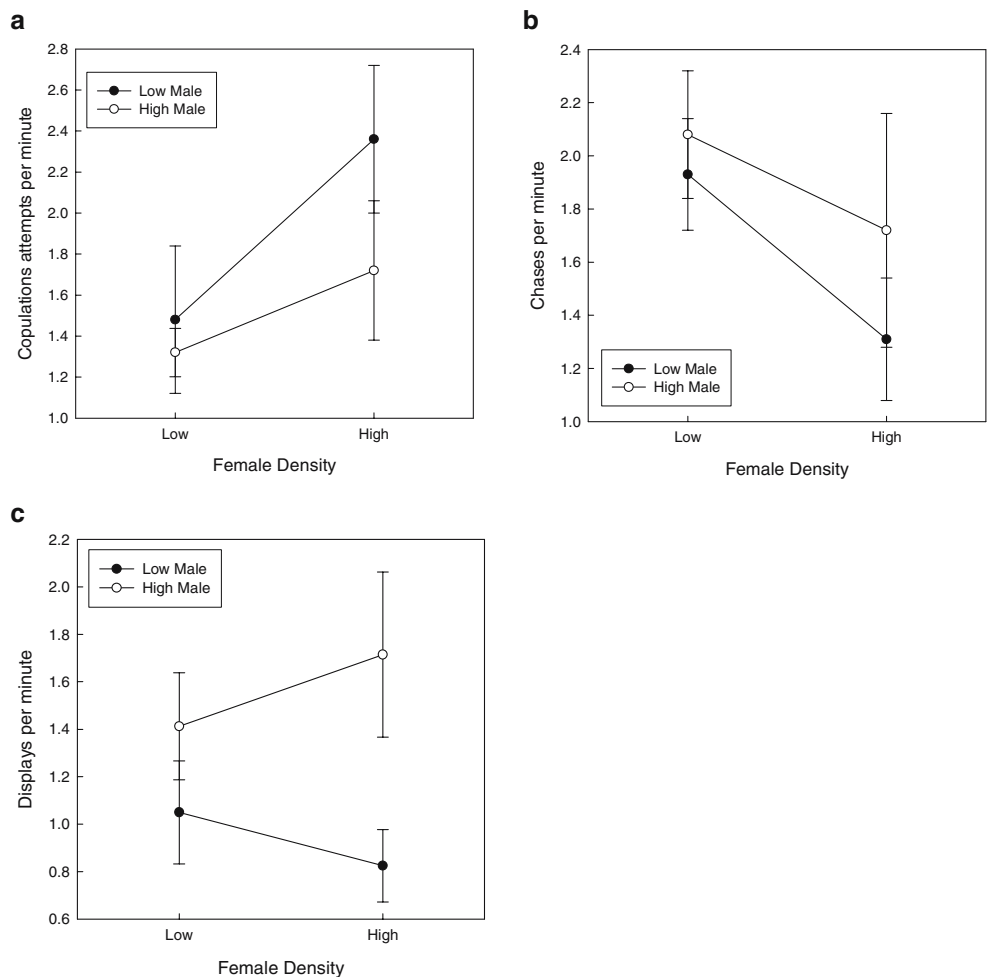 a
2.8
2.6
2.4
2.2
2.0
1.8
1.6
1.4
1.2
1.0
Copulations attempts per minute
Low Male
High Male
Low
High
Female Density
b
2.4
2.2
2.0
1.8
1.6
1.4
1.2
1.0
Chases per minute
Low Male
High Male
Low
High
Female Density
c
2.2
2.0
1.8
1.6
1.4
1.2
1.0
0.8
0.6
Displays per minute
Low Male
High Male
Low
High
Female Density